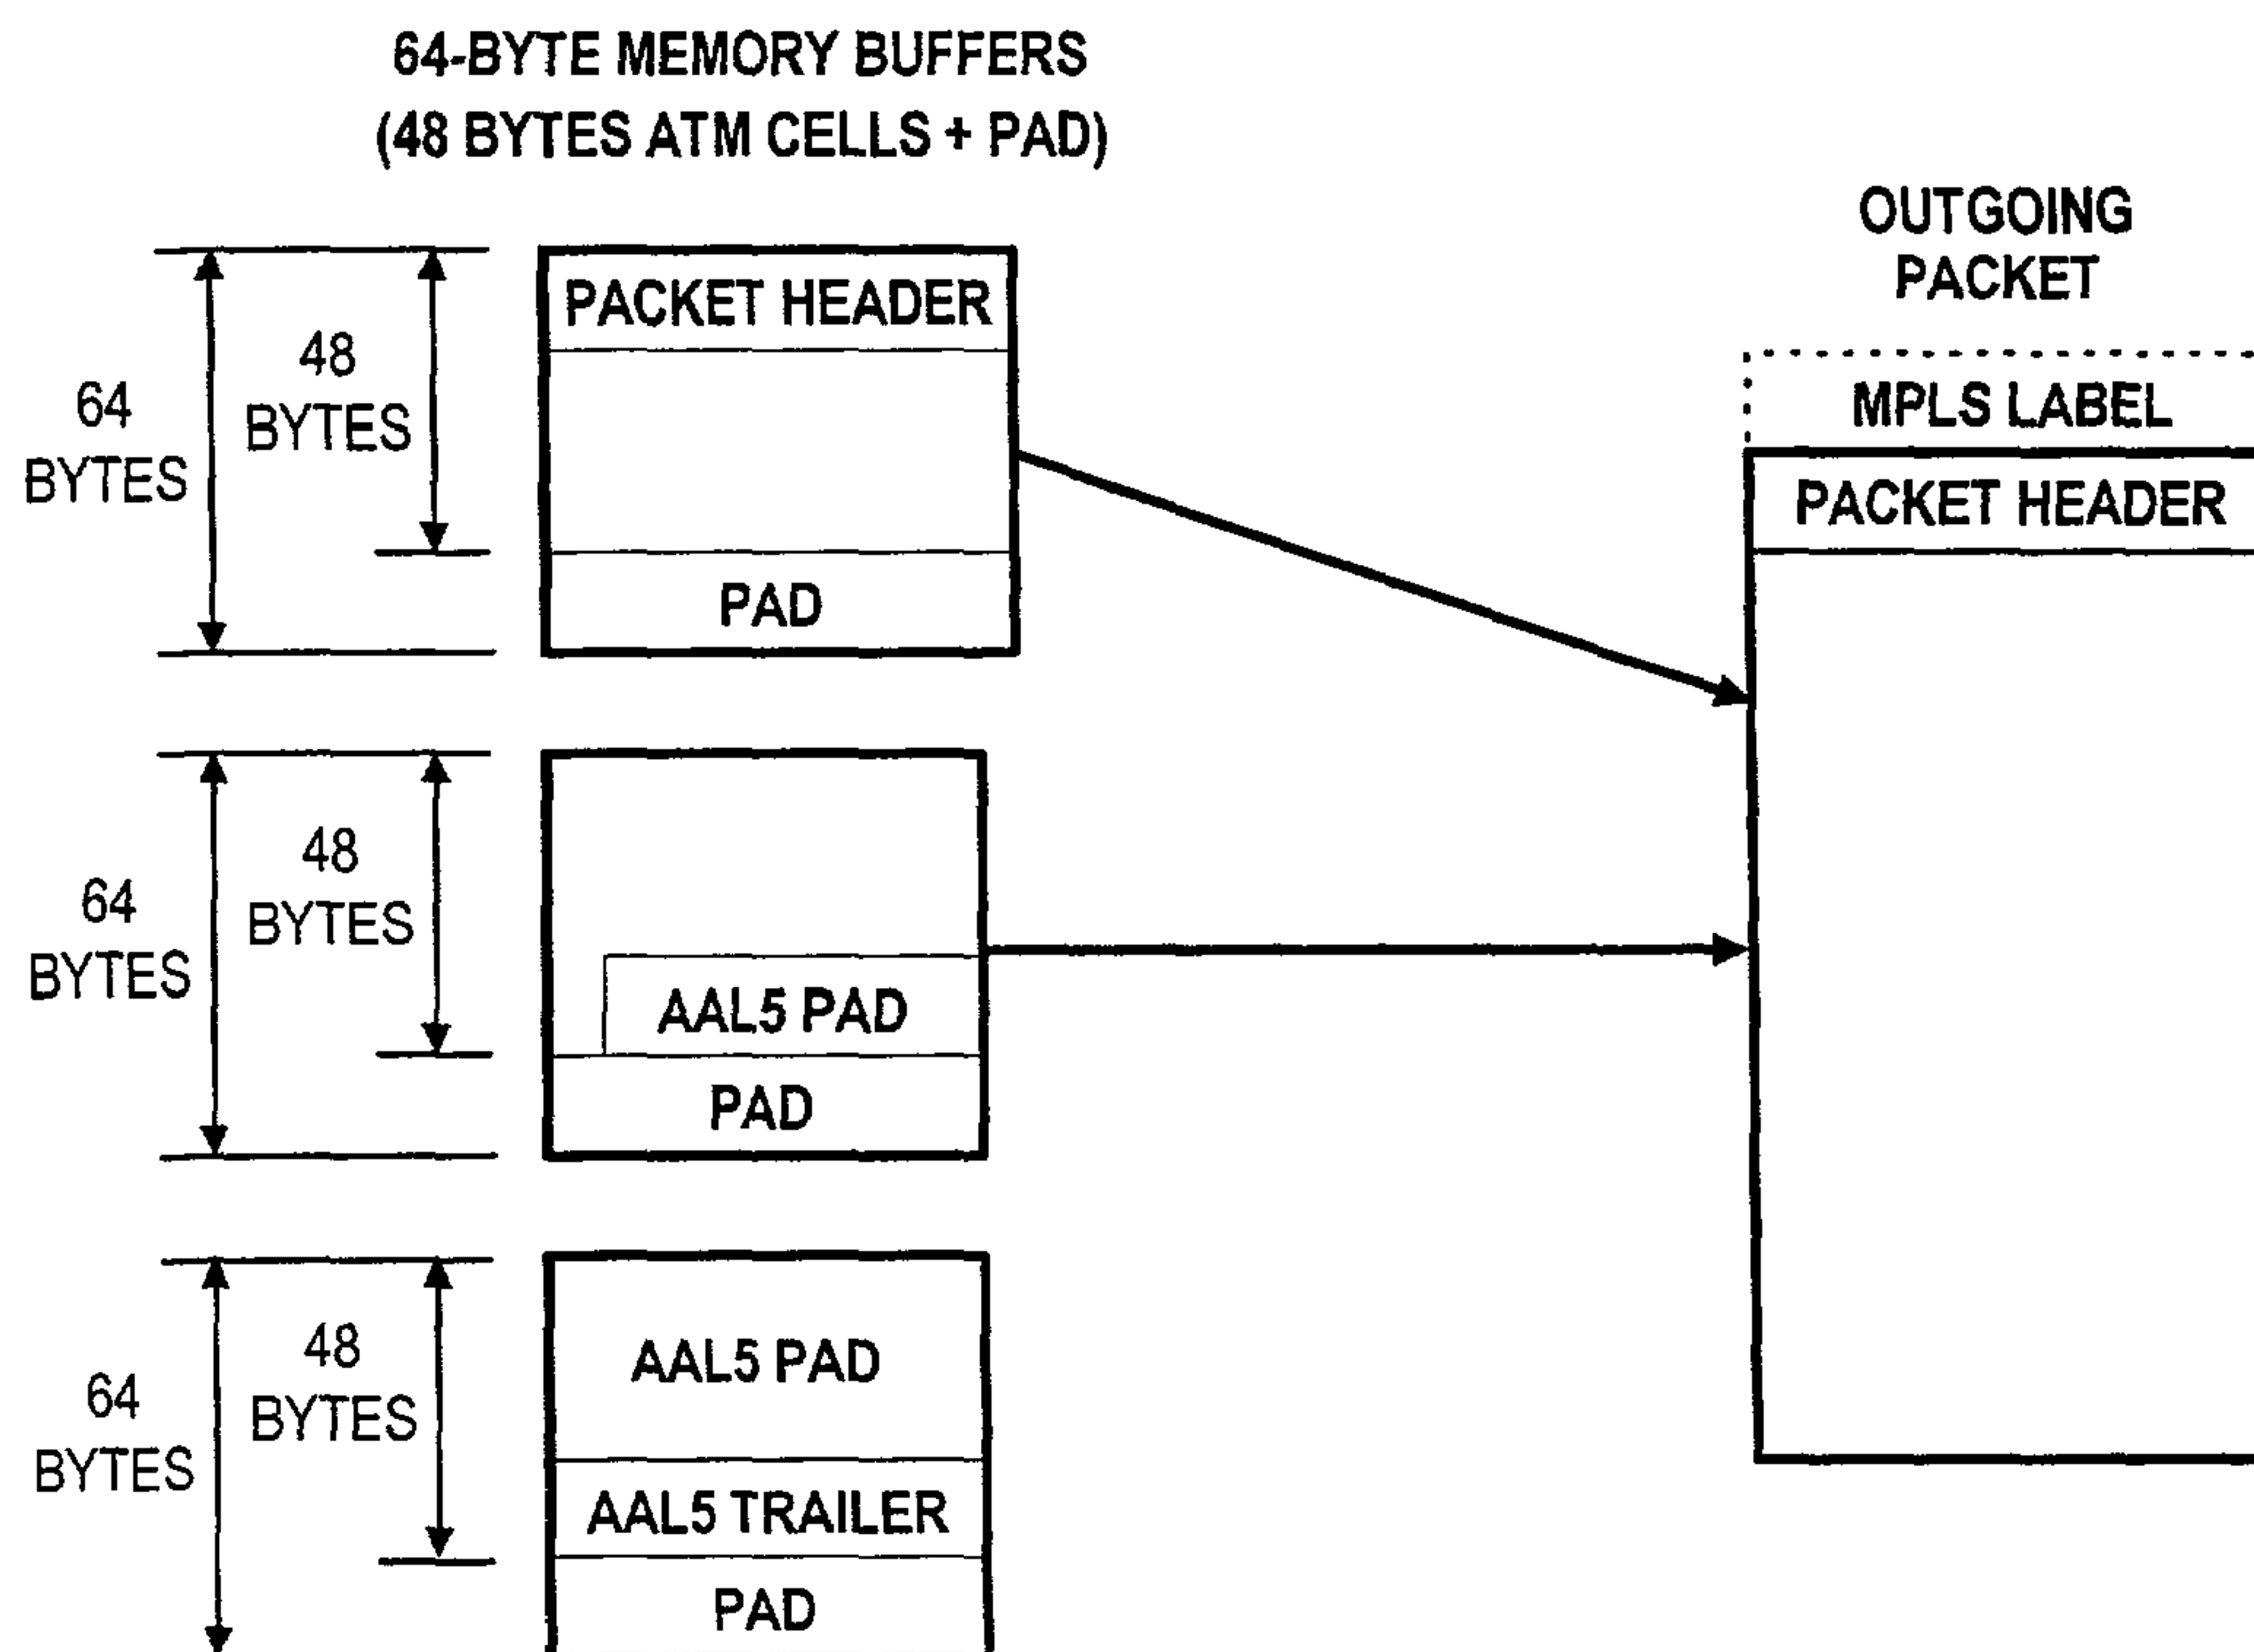 64-BYTE MEMORY BUFFERS
(48 BYTES ATM CELLS + PAD)
OUTGOING
PACKET
64
BYTES
48
BYTES
PACKET HEADER
PAD
MPLS LABEL
PACKET HEADER
64
BYTES
48
BYTES
AAL5 PAD
PAD
64
BYTES
48
BYTES
AAL5 PAD
AAL5 TRAILER
PAD